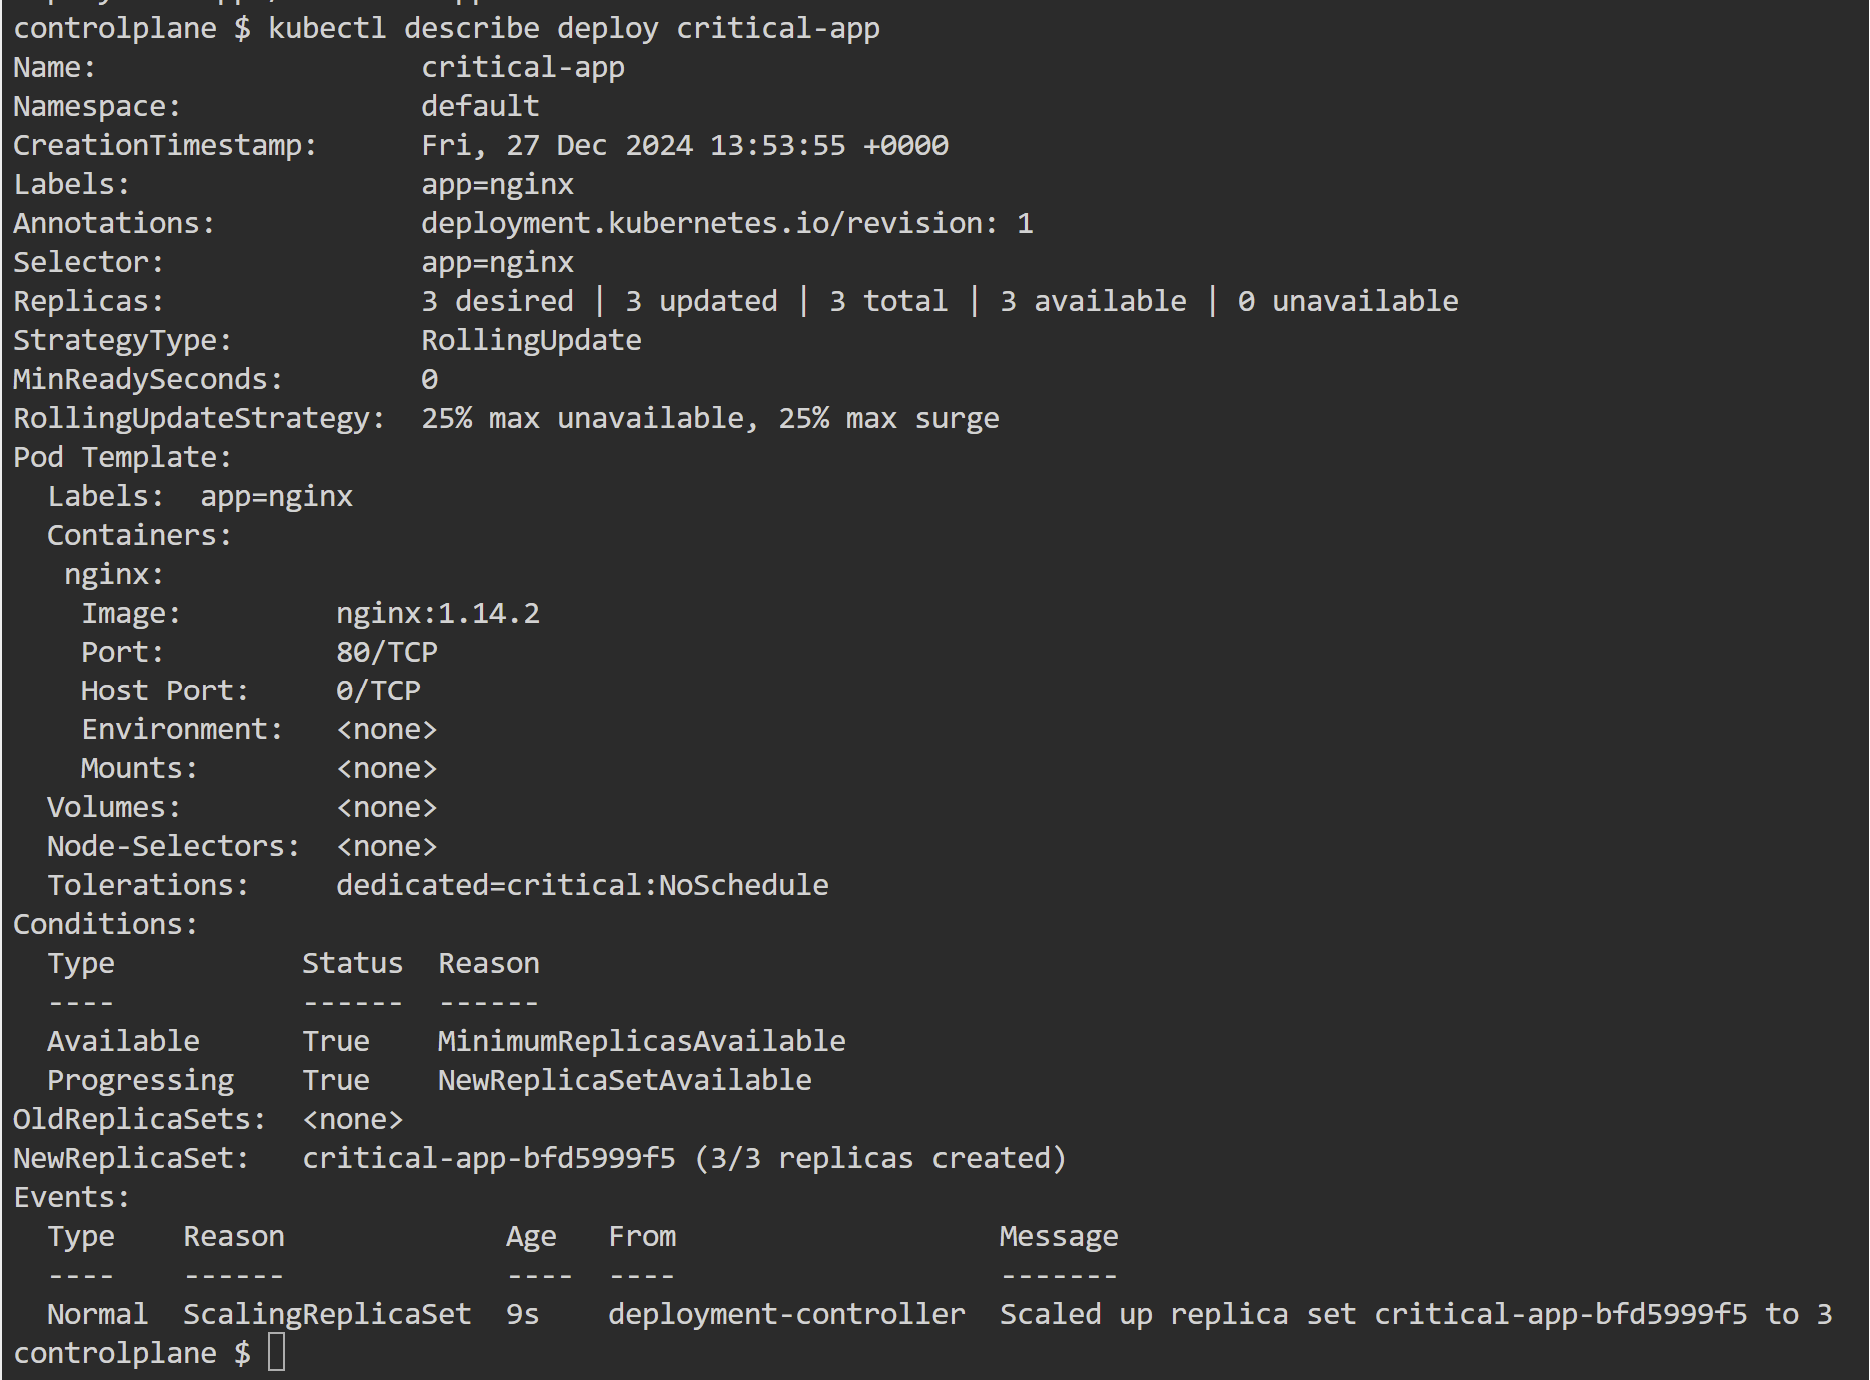 controlplane $ kubectl describe deploy critical-app
Name:                   critical-app
Namespace:              default
CreationTimestamp:      Fri, 27 Dec 2024 13:53:55 +0000
Labels:                 app=nginx
Annotations:            deployment.kubernetes.io/revision: 1
Selector:               app=nginx
Replicas:               3 desired | 3 updated | 3 total | 3 available | 0 unavailable
StrategyType:           RollingUpdate
MinReadySeconds:        0
RollingUpdateStrategy:  25% max unavailable, 25% max surge
Pod Template:
  Labels:  app=nginx
  Containers:
   nginx:
    Image:         nginx:1.14.2
    Port:          80/TCP
    Host Port:     0/TCP
    Environment:   <none>
    Mounts:        <none>
  Volumes:         <none>
  Node-Selectors:  <none>
  Tolerations:     dedicated=critical:NoSchedule
Conditions:
  Type           Status  Reason
  ----           ------  ------
  Available      True    MinimumReplicasAvailable
  Progressing    True    NewReplicaSetAvailable
OldReplicaSets:  <none>
NewReplicaSet:   critical-app-bfd5999f5 (3/3 replicas created)
Events:
  Type    Reason             Age   From                   Message
  ----    ------             ----  ----                   -------
  Normal  ScalingReplicaSet  9s    deployment-controller  Scaled up replica set critical-app-bfd5999f5 to 3
controlplane $